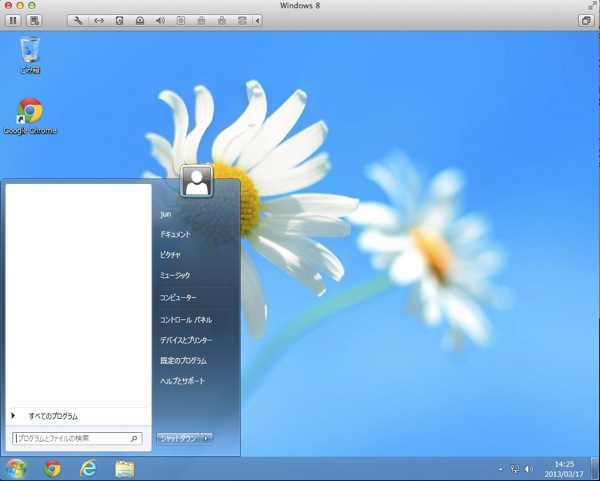 Windows 8
ごみ箱
Google Chrome
jun
ドキュメント
ピクチャ
ミュージック
コンピューター
コントロール パネル
デバイスとプリンター
既定のプログラム
ヘルプとサポート
すべてのプログラム
プログラムとファイルの検索
シャットダウン
14:25
2013/03/17